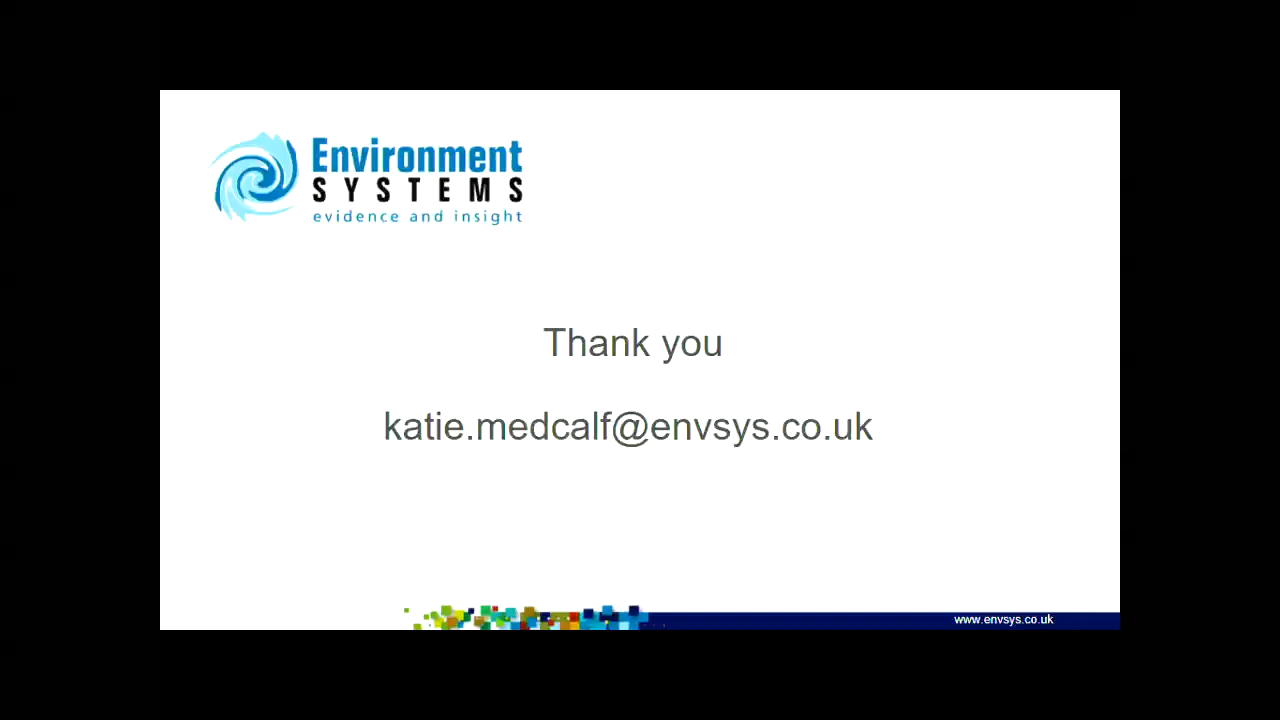 Environment
SYSTEMS
evidence and insight
Thank you
katie.medcalf@envsys.co.uk
www.envsys.co.uk